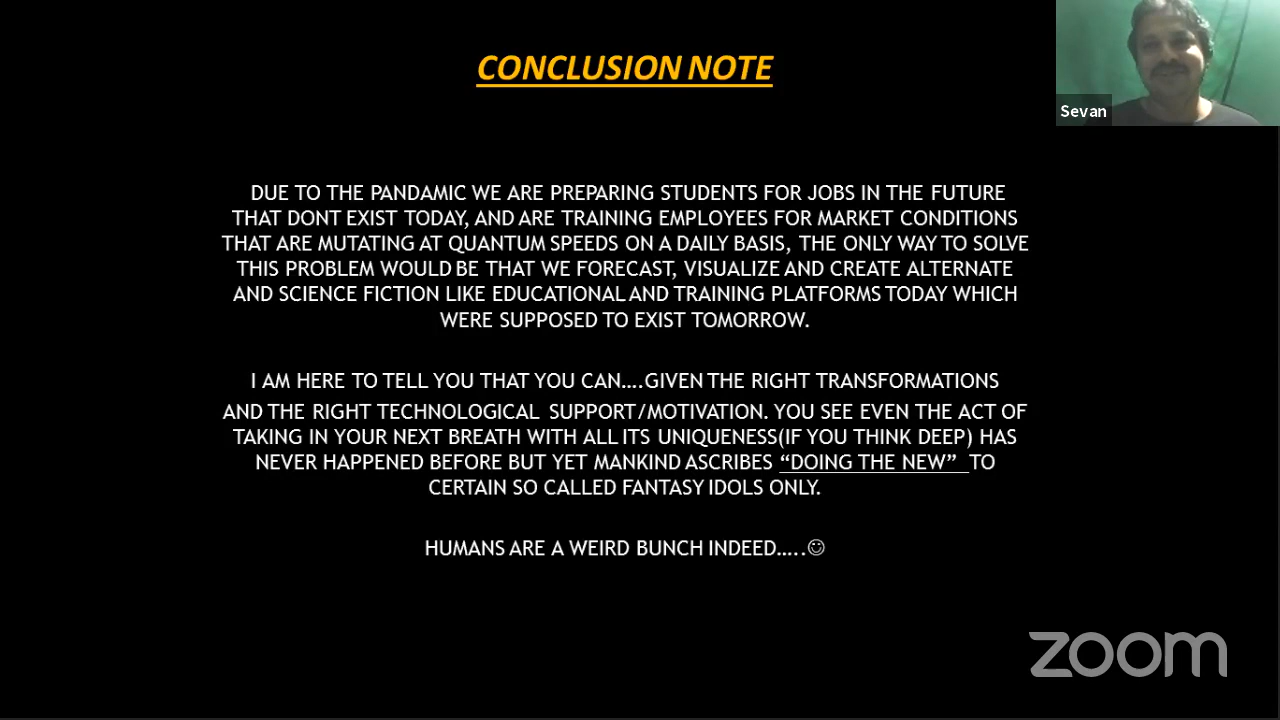 CONCLUSION NOTE
Sevan
DUE TO THE PANDAMIC WE ARE PREPARING STUDENTS FOR JOBS IN THE FUTURE
THAT DONT EXIST TODAY, AND ARE TRAINING EMPLOYEES FOR MARKET CONDITIONS
THAT ARE MUTATING AT QUANTUM SPEEDS ON A DAILY BASIS, THE ONLY WAY TO SOLVE
THIS PROBLEM WOULD BE THAT WE FORECAST, VISUALIZE AND CREATE ALTERNATE
AND SCIENCE FICTION LIKE EDUCATIONAL AND TRAINING PLATFORMS TODAY WHICH
WERE SUPPOSED TO EXIST TOMORROW.
I AM HERE TO TELL YOU THAT YOU CAN....GIVEN THE RIGHT TRANSFORMATIONS
AND THE RIGHT TECHNOLOGICAL SUPPORT/MOTIVATION. YOU SEE EVEN THE ACT OF
TAKING IN YOUR NEXT BREATH WITH ALL ITS UNIQUENESS(IF YOU THINK DEEP) HAS
NEVER HAPPENED BEFORE BUT YET MANKIND ASCRIBES “DOING THE NEW” TO
CERTAIN SO CALLED FANTASY IDOLS ONLY.
HUMANS ARE A WEIRD BUNCH INDEED.....☺
zoom